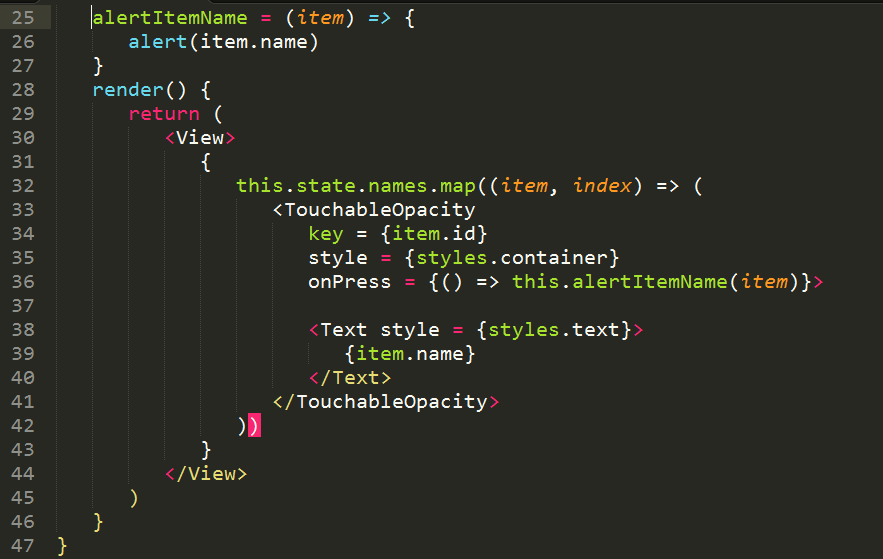 25   alertItemName = (item) => {
26      alert(item.name)
27   }
28   render() {
29      return (
30         <View>
31            {
32               this.state.names.map((item, index) => (
33                  <TouchableOpacity
34                     key = {item.id}
35                     style = {styles.container}
36                     onPress = {() => this.alertItemName(item)}>
37
38                     <Text style = {styles.text}>
39                        {item.name}
40                     </Text>
41                  </TouchableOpacity>
42               ))
43            }
44         </View>
45      )
46   }
47 }